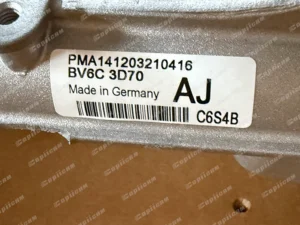 PMA141203210416
BV6C 3D70
Made in Germany
AJ
C6S4B